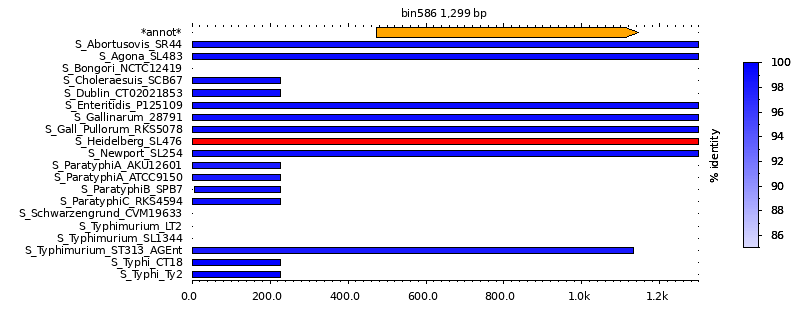 bin586 1,299 bp
*annot*
S_Abortusovis_SR44
S_Agona_SL483
S_Bongori_NCTC12419
S_Choleraesuis_SCB67
S_Dublin_CT02021853
S_Enteritidis_P125109
S_Gallinarum_28791
S_Gall_Pullorum_RKS5078
S_Heidelberg_SL476
S_Newport_SL254
S_ParatyphiA_AKU12601
S_ParatyphiA_ATCC9150
S_ParatyphiB_SPB7
S_ParatyphiC_RKS4594
S_Schwarzengrund_CVM19633
S_Typhimurium_LT2
S_Typhimurium_SL1344
S_Typhimurium_ST313_AGEnt
S_Typhi_CT18
S_Typhi_Ty2
0.0 200.0 400.0 600.0 800.0 1.0k 1.2k
% identity
100
98
96
94
92
90
88
86